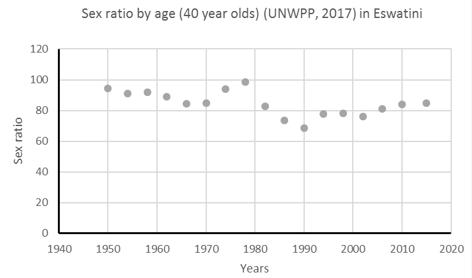 Sex ratio by age (40 year olds) (UNWPP, 2017) in Eswatini
120
100
80
60
40
20
0
Sex ratio
1940 1950 1960 1970 1980 1990 2000 2010 2020
Years